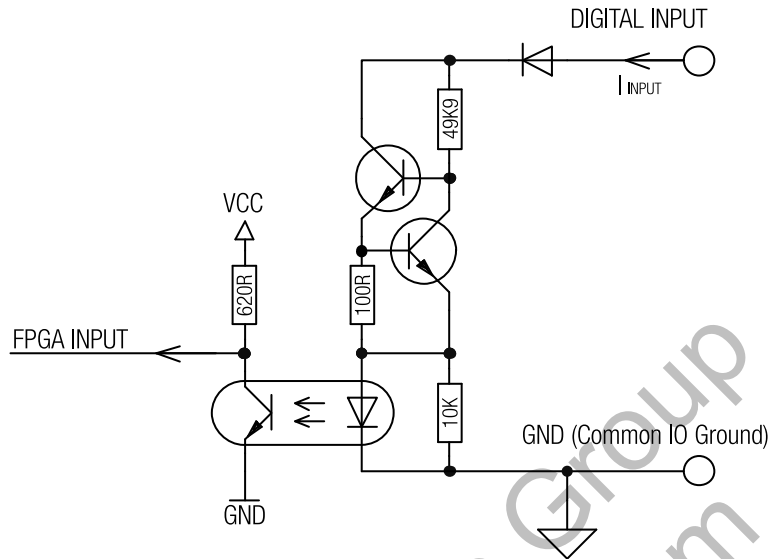 DIGITAL INPUT
I INPUT
49K9
VCC
620R
100R
FPGA INPUT
10K
GND (Common IO Ground)
GND
Group